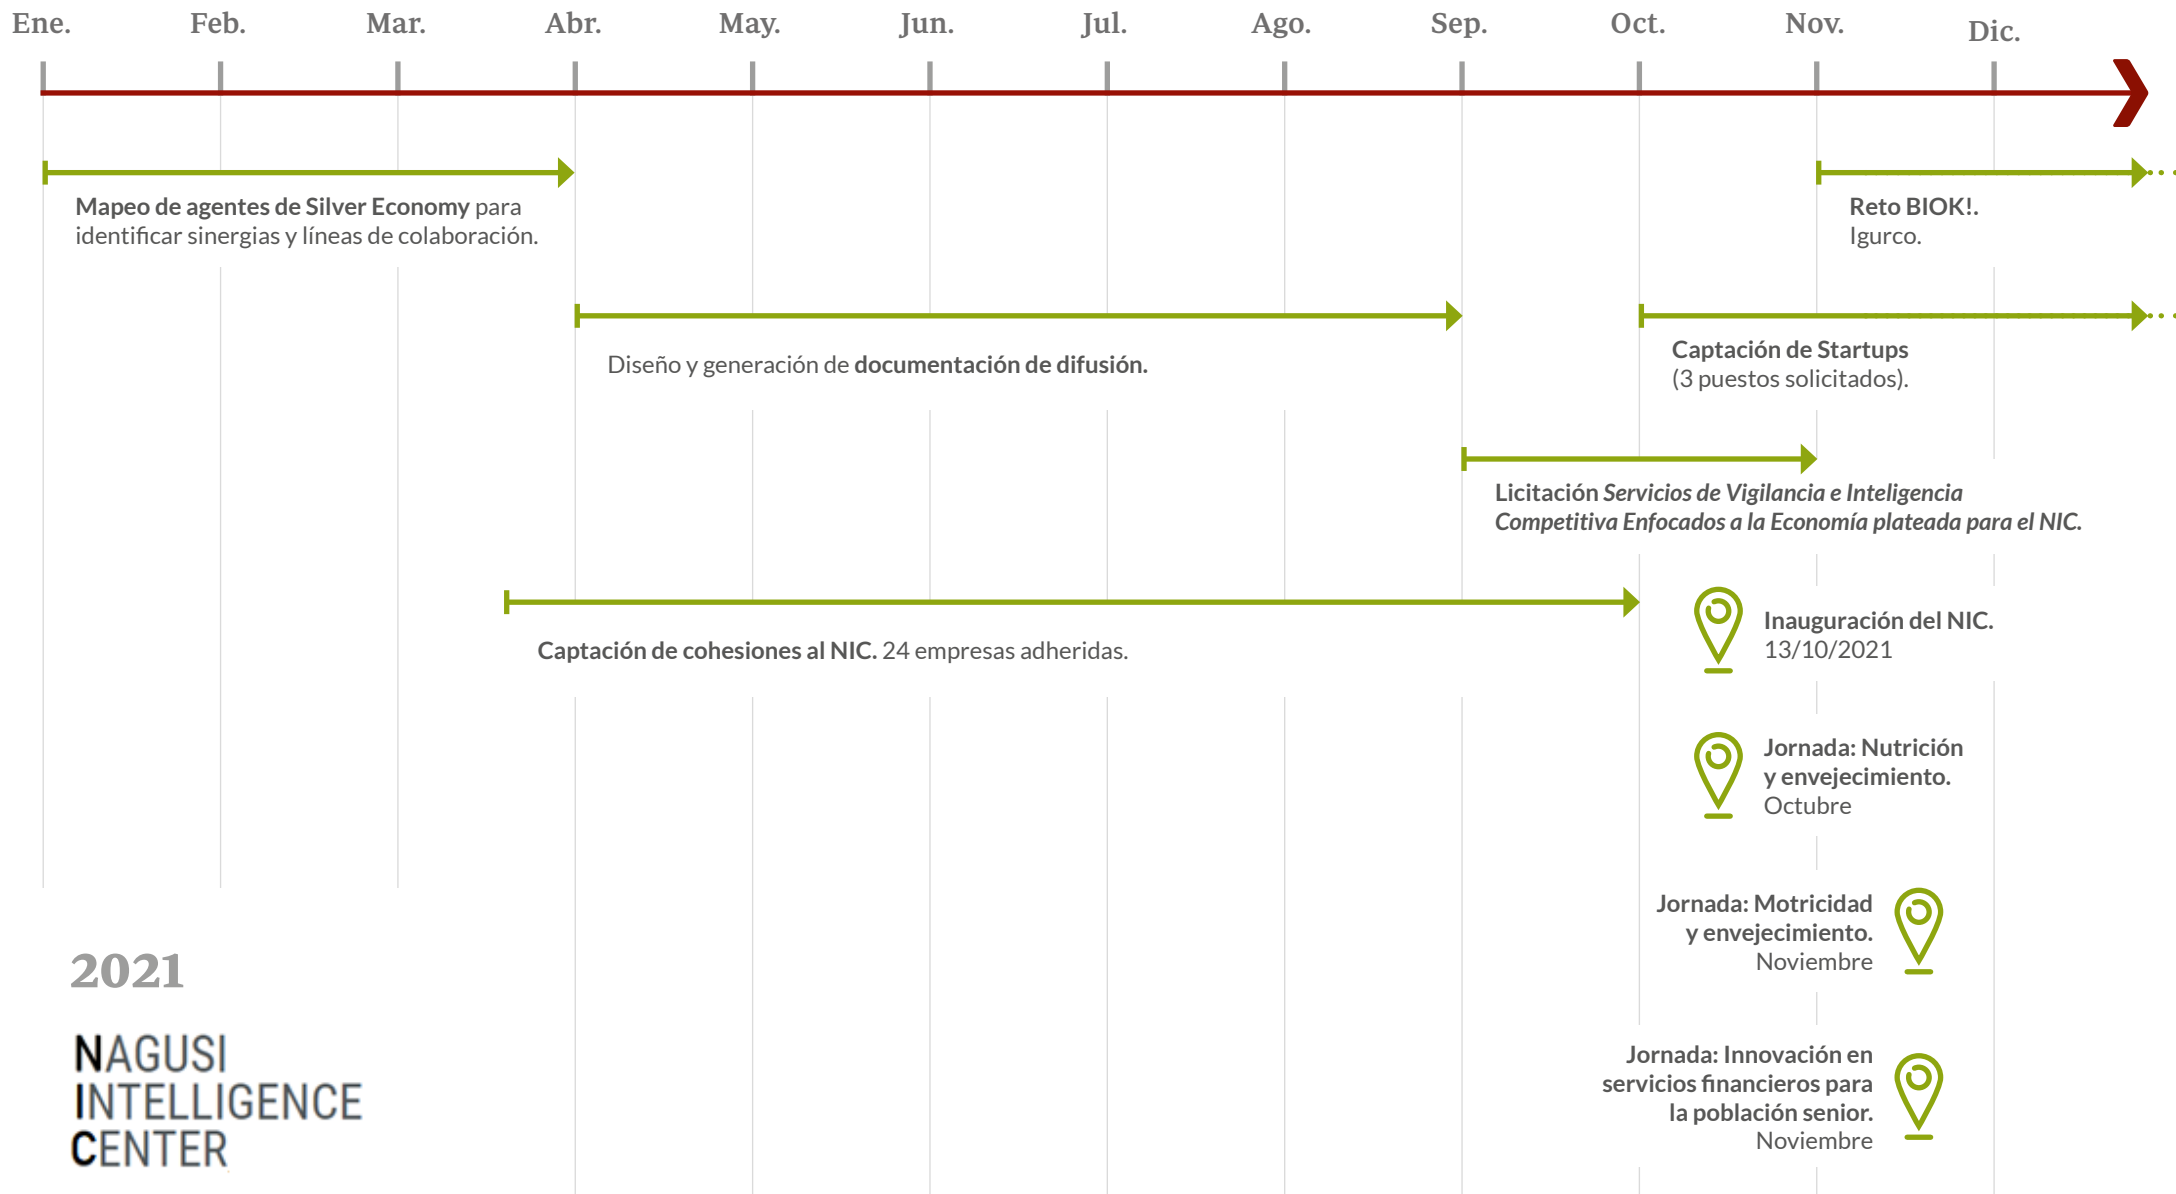 Ene. Feb. Mar. Abr. May. Jun. Jul. Ago. Sep. Oct. Nov. Dic.
Mapeo de agentes de Silver Economy para
identificar sinergias y líneas de colaboración.
Reto BIOK!.
Igurco.
Diseño y generación de documentación de difusión.
Captación de Startups
(3 puestos solicitados).
Licitación Servicios de Vigilancia e Inteligencia
Competitiva Enfocados a la Economía plateada para el NIC.
Captación de cohesiones al NIC. 24 empresas adheridas.
Inauguración del NIC.
13/10/2021
Jornada: Nutrición
y envejecimiento.
Octubre
Jornada: Motricidad
y envejecimiento.
Noviembre
Jornada: Innovación en
servicios financieros para
la población senior.
Noviembre
2021
NAGUSI
INTELLIGENCE
CENTER